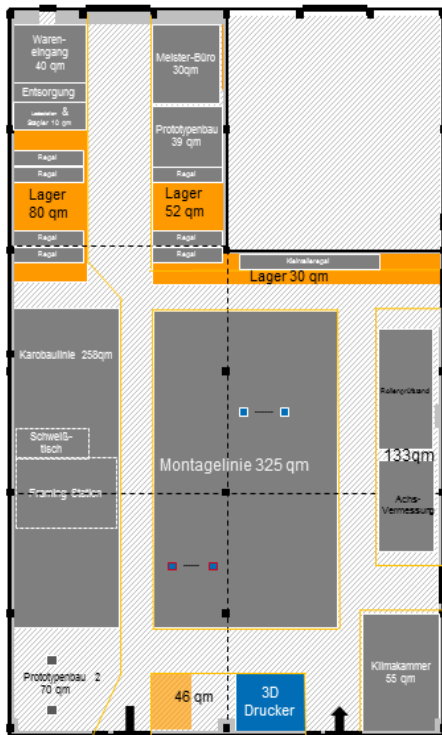 Waren-
eingang
40 qm
Entsorgung
&
Stapler 10 qm
Regal
Regal
Lager
80 qm
Regal
Regal
Meister-Büro
30qm
Prototypenbau
39 qm
Regal
Lager
52 qm
Regal
Regal
Kleinteileregal
Lager 30 qm
Karobaulinie 258qm
Schweiß-
tisch
Framing Station
Montagelinie 325 qm
Rollenprüfstand
133qm
Achs-
Vermessung
Prototypenbau 2
70 qm
46 qm
3D
Drucker
Klimakammer
55 qm